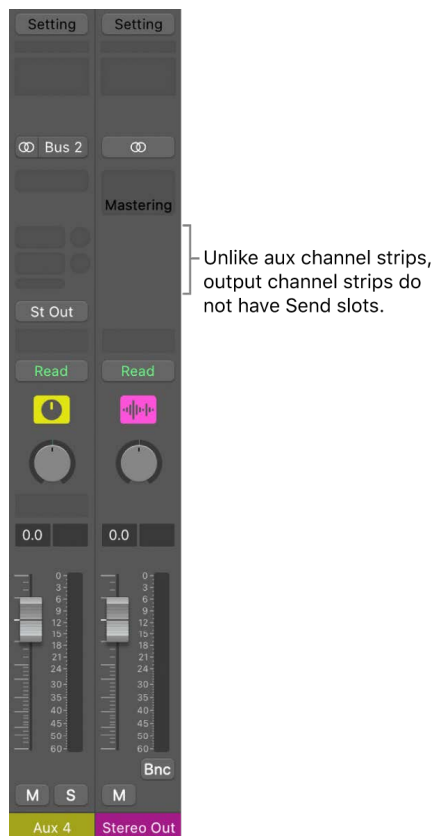 Setting
Setting
Bus 2
Mastering
Unlike aux channel strips,
output channel strips do
not have Send slots.
St Out
Read
Read
0.0
0.0
0
3
6
9
12
15
18
21
24
30
35
40
45
50
60
0
3
6
9
12
15
18
21
24
30
35
40
45
50
60
Bnc
M
S
M
Aux 4
Stereo Out